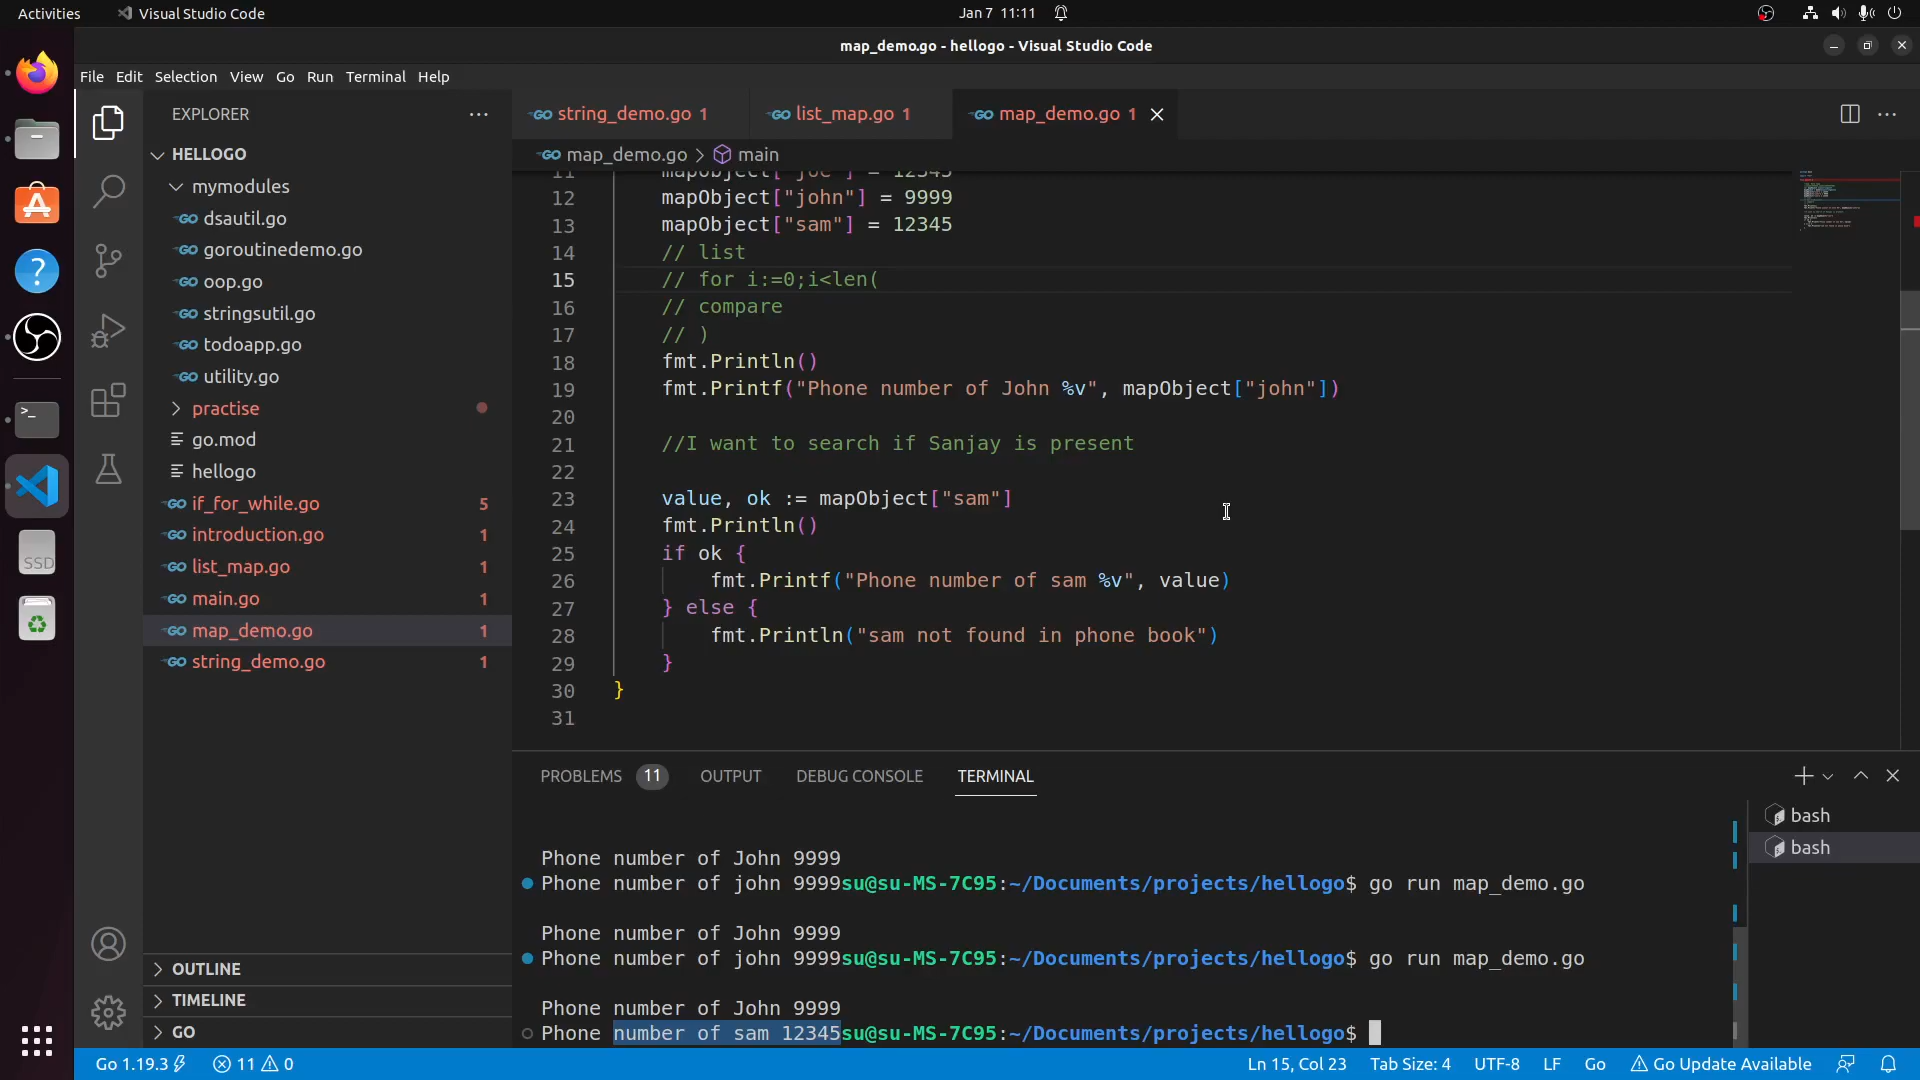 Activities
Visual Studio Code
Jan 7 11:11
map_demo.go - hellogo - Visual Studio Code
File Edit Selection View Go Run Terminal Help
EXPLORER
HELLOGO
mymodules
dsautil.go
goroutinedemo.go
oop.go
stringsutil.go
todoapp.go
utility.go
practise
go.mod
hellogo
if_for_while.go 5
introduction.go 1
list_map.go 1
main.go 1
map_demo.go 1
string_demo.go 1
OUTLINE
TIMELINE
GO
string_demo.go 1
list_map.go 1
map_demo.go 1
map_demo.go > main
11 mapObject["joe"] = 12345
12 mapObject["john"] = 9999
13 mapObject["sam"] = 12345
14 // list
15 // for i:=0;i<len(
16 // compare
17 // )
18 fmt.Println()
19 fmt.Printf("Phone number of John %v", mapObject["john"])
20
21 //I want to search if Sanjay is present
22
23 value, ok := mapObject["sam"]
24 fmt.Println()
25 if ok {
26 fmt.Printf("Phone number of sam %v", value)
27 } else {
28 fmt.Println("sam not found in phone book")
29 }
30 }
31
PROBLEMS 11 OUTPUT DEBUG CONSOLE TERMINAL
bash
bash
Phone number of John 9999
Phone number of john 9999su@su-MS-7C95:~/Documents/projects/hellogo$ go run map_demo.go
Phone number of John 9999
Phone number of john 9999su@su-MS-7C95:~/Documents/projects/hellogo$ go run map_demo.go
Phone number of John 9999
Phone number of sam 12345su@su-MS-7C95:~/Documents/projects/hellogo$
Go 1.19.3 11 0
Ln 15, Col 23 Tab Size: 4 UTF-8 LF Go Go Update Available
SSD